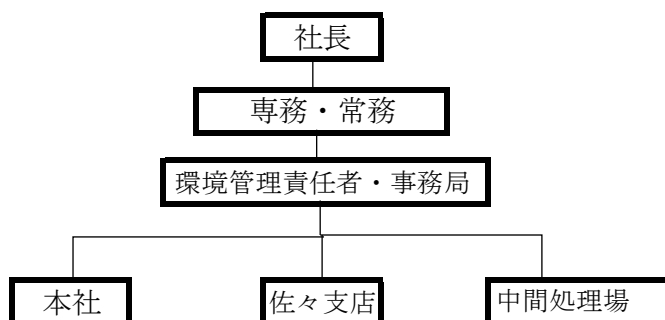 社長
専務・常務
環境管理責任者・事務局
本社
佐々支店
中間処理場